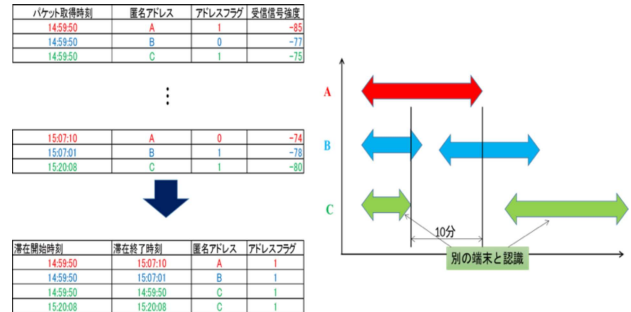 パケット取得時刻 匿名アドレス アドレスフラグ 受信信号強度
14:59:50 A 1 -85
14:59:50 B 0 -77
14:59:50 C 1 -75
⋮
15:07:10 A 0 -74
15:07:01 B 1 -78
15:20:08 C 1 -80
滞在開始時刻 滞在終了時刻 匿名アドレス アドレスフラグ
14:59:50 15:07:10 A 1
14:59:50 15:07:01 B 1
14:59:50 14:59:50 C 1
15:20:08 15:20:08 C 1
A
B
C
10分
別の端末と認識